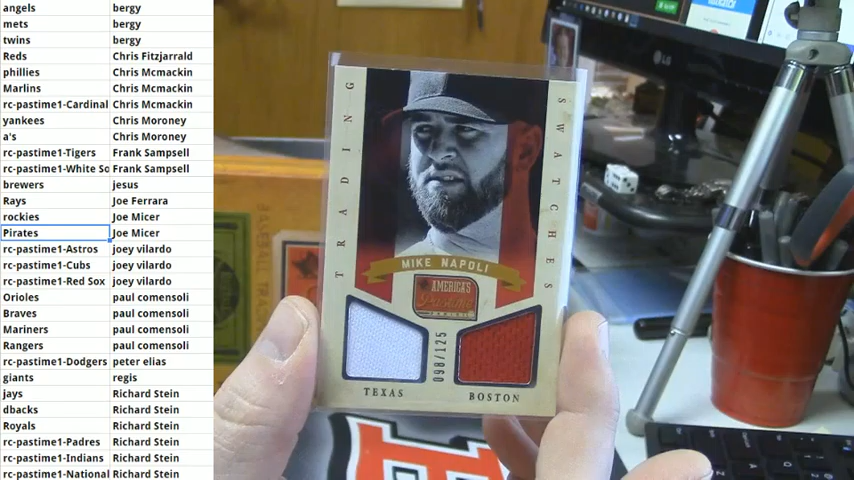 angels bergy
mets bergy
twins bergy
Reds Chris Fitzjarrald
phillies Chris Mcmackin
Marlins Chris Mcmackin
rc-pastime1-Cardinal Chris Mcmackin
yankees Chris Moroney
a's Chris Moroney
rc-pastime1-Tigers Frank Sampsell
rc-pastime1-White So Frank Sampsell
brewers jesus
Rays Joe Ferrara
rockies Joe Micer
Pirates Joe Micer
rc-pastime1-Astros joey vilardo
rc-pastime1-Cubs joey vilardo
rc-pastime1-Red Sox joey vilardo
Orioles paul comensoli
Braves paul comensoli
Mariners paul comensoli
Rangers paul comensoli
rc-pastime1-Dodgers peter elias
giants regis
jays Richard Stein
dbacks Richard Stein
Royals Richard Stein
rc-pastime1-Padres Richard Stein
rc-pastime1-Indians Richard Stein
rc-pastime1-National Richard Stein
TRADING
SWATCHES
MIKE NAPOLI
AMERICA'S
Pastime
PANINI
098/125
TEXAS
BOSTON
BASEBALL TRA
LG